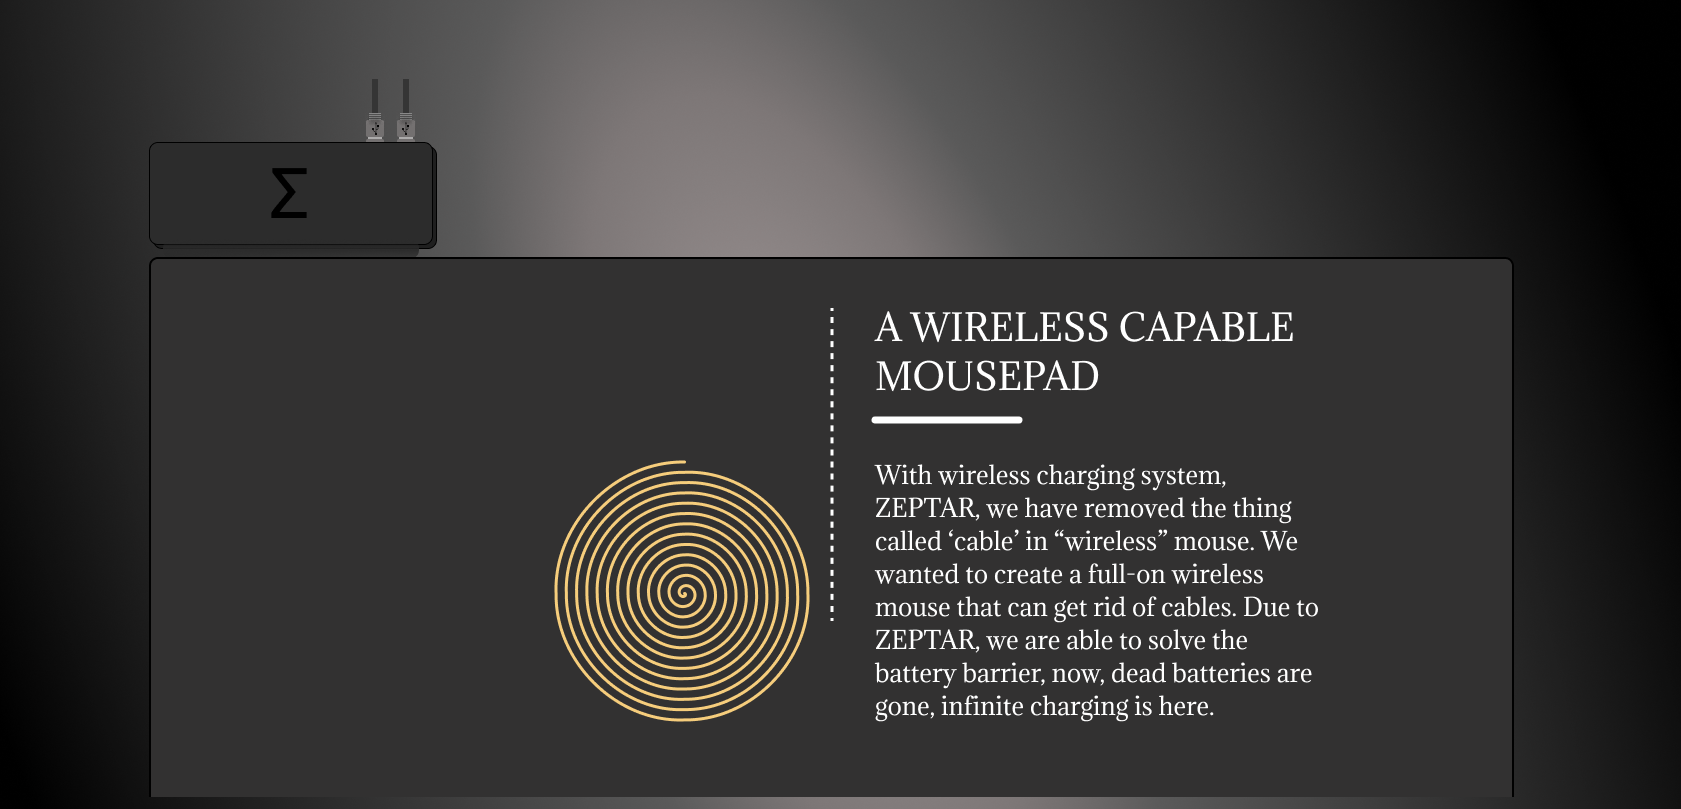 Σ
A WIRELESS CAPABLE
MOUSEPAD
With wireless charging system,
ZEPTAR, we have removed the thing
called ‘cable’ in “wireless” mouse. We
wanted to create a full-on wireless
mouse that can get rid of cables. Due to
ZEPTAR, we are able to solve the
battery barrier, now, dead batteries are
gone, infinite charging is here.